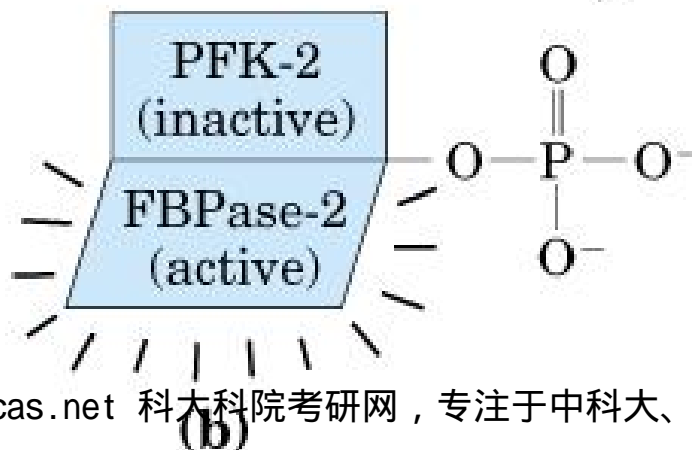 PFK-2
(inactive)
FBPase-2
(active)
O
O P O⁻
O⁻
cas.net 科大科院考研网，专注于中科大、
(b)